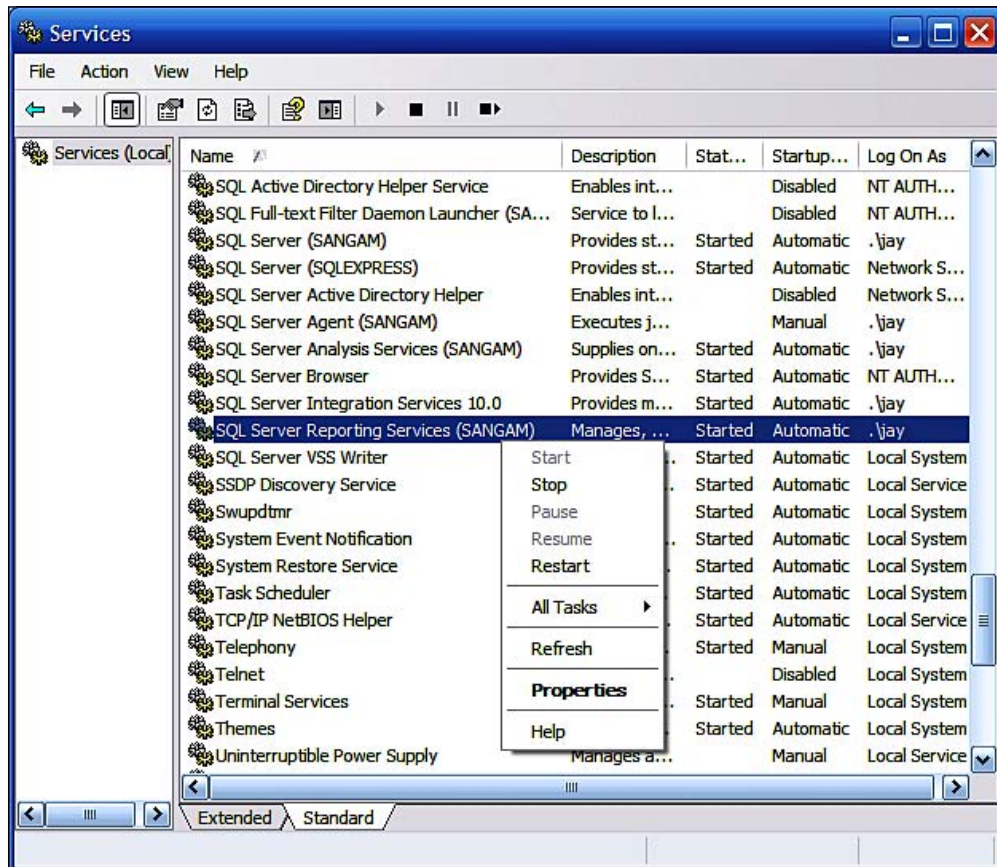 Services
File Action View Help
Services (Local)
Name Description Stat... Startup... Log On As
SQL Active Directory Helper Service Enables int... Disabled NT AUTH...
SQL Full-text Filter Daemon Launcher (SA... Service to l... Disabled NT AUTH...
SQL Server (SANGAM) Provides st... Started Automatic .\jay
SQL Server (SQLEXPRESS) Provides st... Started Automatic Network S...
SQL Server Active Directory Helper Enables int... Disabled Network S...
SQL Server Agent (SANGAM) Executes j... Manual .\jay
SQL Server Analysis Services (SANGAM) Supplies on... Started Automatic .\jay
SQL Server Browser Provides S... Started Automatic NT AUTH...
SQL Server Integration Services 10.0 Provides m... Started Automatic .\jay
SQL Server Reporting Services (SANGAM) Manages, ... Started Automatic .\jay
SQL Server VSS Writer Start . Started Automatic Local System
SSDP Discovery Service Stop . Started Automatic Local Service
Swupdtmr Pause Started Automatic Local System
System Event Notification Resume . Started Automatic Local System
System Restore Service Restart . Started Automatic Local System
Task Scheduler All Tasks Started Automatic Local System
TCP/IP NetBIOS Helper . Started Automatic Local Service
Telephony Refresh . Started Manual Local System
Telnet . Disabled Local System
Terminal Services Properties . Started Manual Local System
Themes Help . Started Automatic Local System
Uninterruptible Power Supply Manages a... Manual Local Service
Extended Standard